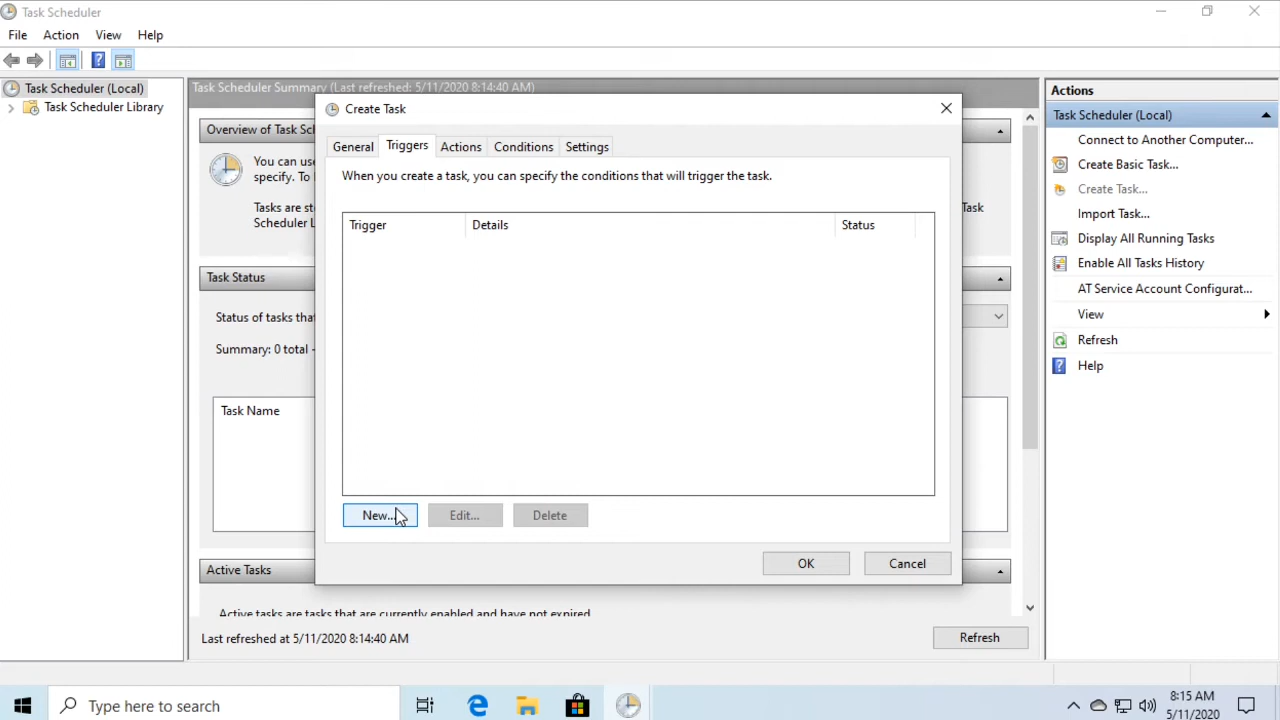 Task Scheduler
File Action View Help
Task Scheduler (Local)
Task Scheduler Library
Task Scheduler Summary (Last refreshed: 5/11/2020 8:14:40 AM)
Overview of Task Sc
You can use
specify. To
Tasks are st
Task
Scheduler L
Task Status
Status of tasks tha
Summary: 0 total -
Task Name
Active Tasks
Active tasks are tasks that are currently enabled and have not expired
Last refreshed at 5/11/2020 8:14:40 AM
Refresh
Create Task
General Triggers Actions Conditions Settings
When you create a task, you can specify the conditions that will trigger the task.
Trigger Details Status
New... Edit... Delete
OK Cancel
Actions
Task Scheduler (Local)
Connect to Another Computer...
Create Basic Task...
Create Task...
Import Task...
Display All Running Tasks
Enable All Tasks History
AT Service Account Configurat...
View
Refresh
Help
Type here to search
8:15 AM
5/11/2020